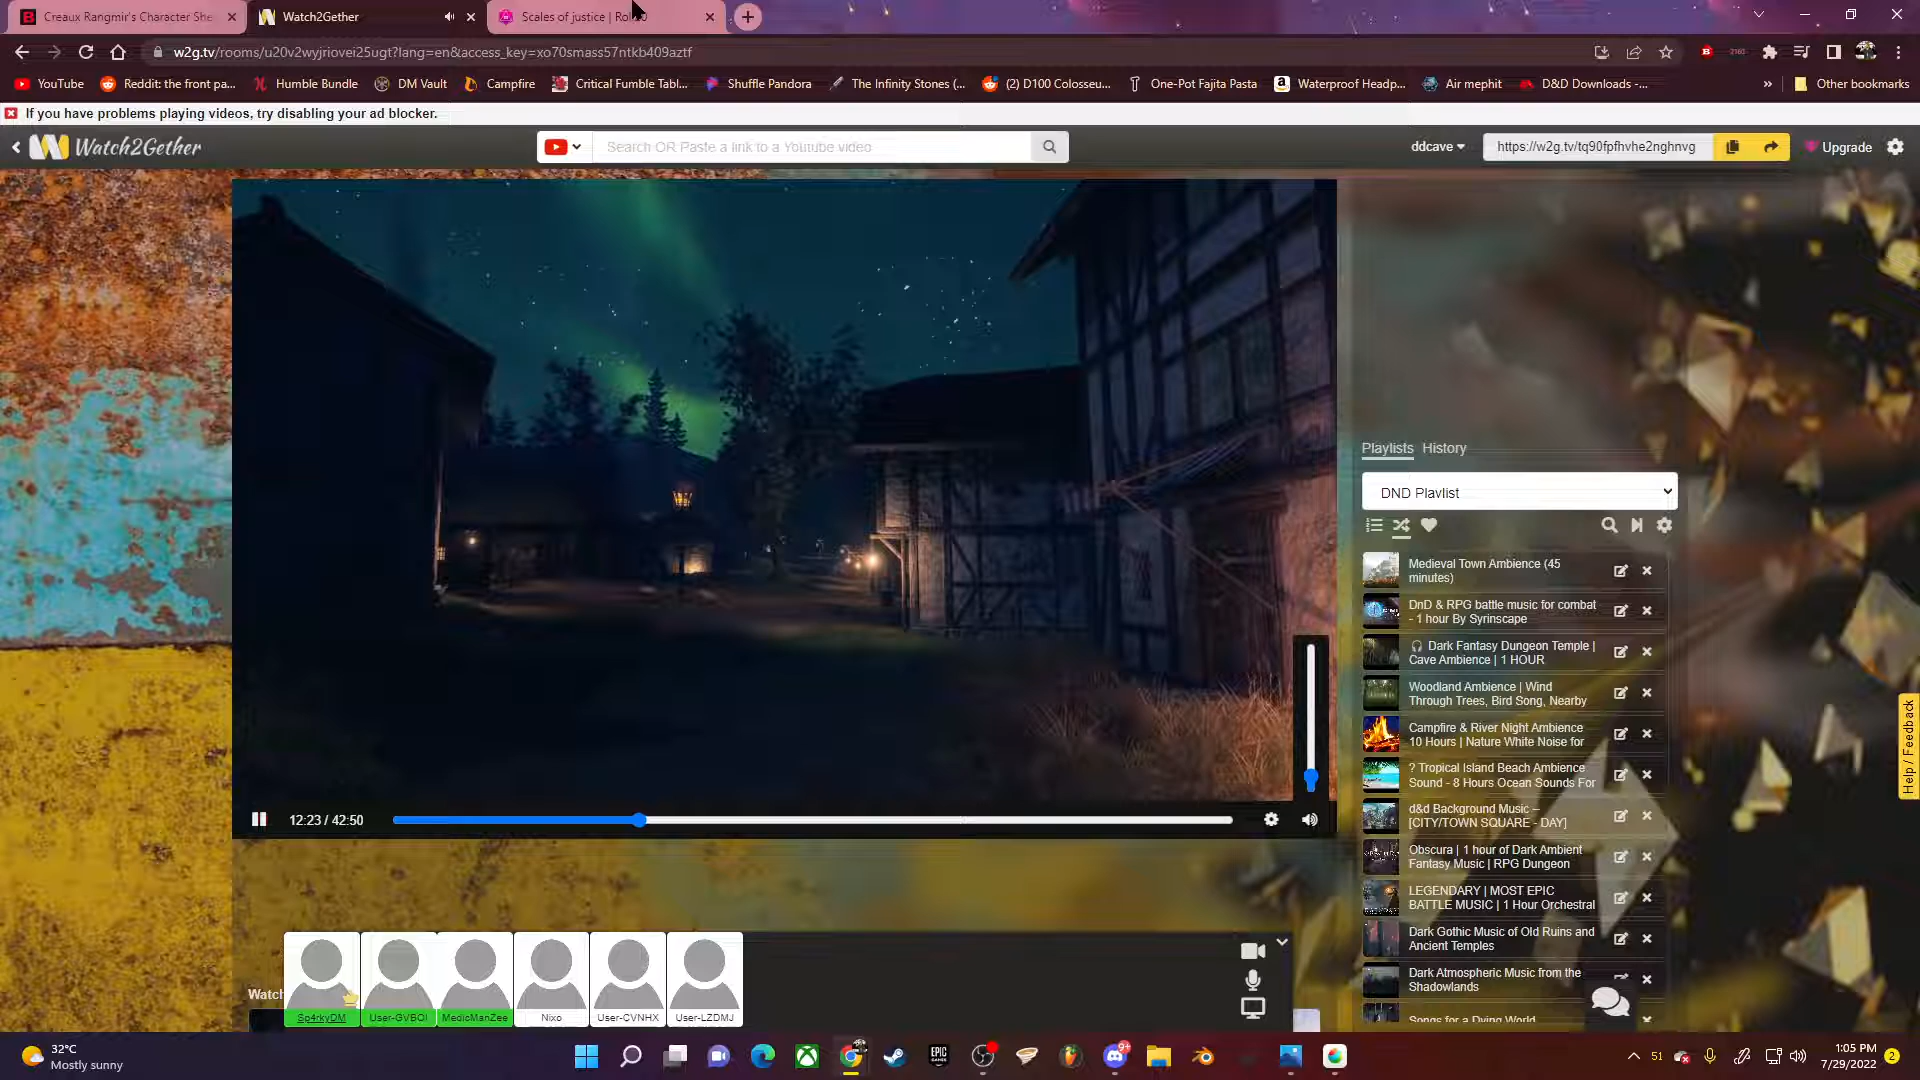 Creaux Rangmir's Character She
Watch2Gether
Scales of justice | Rol
w2g.tv/rooms/u20v2wyjriovei25ugt?lang=en&access_key=xo70smass57ntkb409aztf
YouTube
Reddit: the front pa...
Humble Bundle
DM Vault
Campfire
Critical Fumble Tabl...
Shuffle Pandora
The Infinity Stones (...
(2) D100 Colosseu...
One-Pot Fajita Pasta
Waterproof Headp...
Air mephit
D&D Downloads -...
»
Other bookmarks
If you have problems playing videos, try disabling your ad blocker.
Watch2Gether
Search OR Paste a link to a Youtube video
ddcave
https://w2g.tv/tq90fpfhvhe2nghnvg
Upgrade
Playlists History
DND Playlist
Medieval Town Ambience (45
minutes)
DnD & RPG battle music for combat
- 1 hour By Syrinscape
🎧 Dark Fantasy Dungeon Temple |
Cave Ambience | 1 HOUR
Woodland Ambience | Wind
Through Trees, Bird Song, Nearby
Campfire & River Night Ambience
10 Hours | Nature White Noise for
? Tropical Island Beach Ambience
Sound - 8 Hours Ocean Sounds For
d&d Background Music –
[CITY/TOWN SQUARE - DAY]
Obscura | 1 hour of Dark Ambient
Fantasy Music | RPG Dungeon
LEGENDARY | MOST EPIC
BATTLE MUSIC | 1 Hour Orchestral
Dark Gothic Music of Old Ruins and
Ancient Temples
Dark Atmospheric Music from the
Shadowlands
Songs for a Dying World
Help / Feedback
12:23 / 42:50
Watch
Sp4rkyDM
User-GVBOI
MedicManZee
Nixo
User-CVNHX
User-LZDMJ
32°C
Mostly sunny
EPIC
GAMES
9+
51
1:05 PM
7/29/2022
2